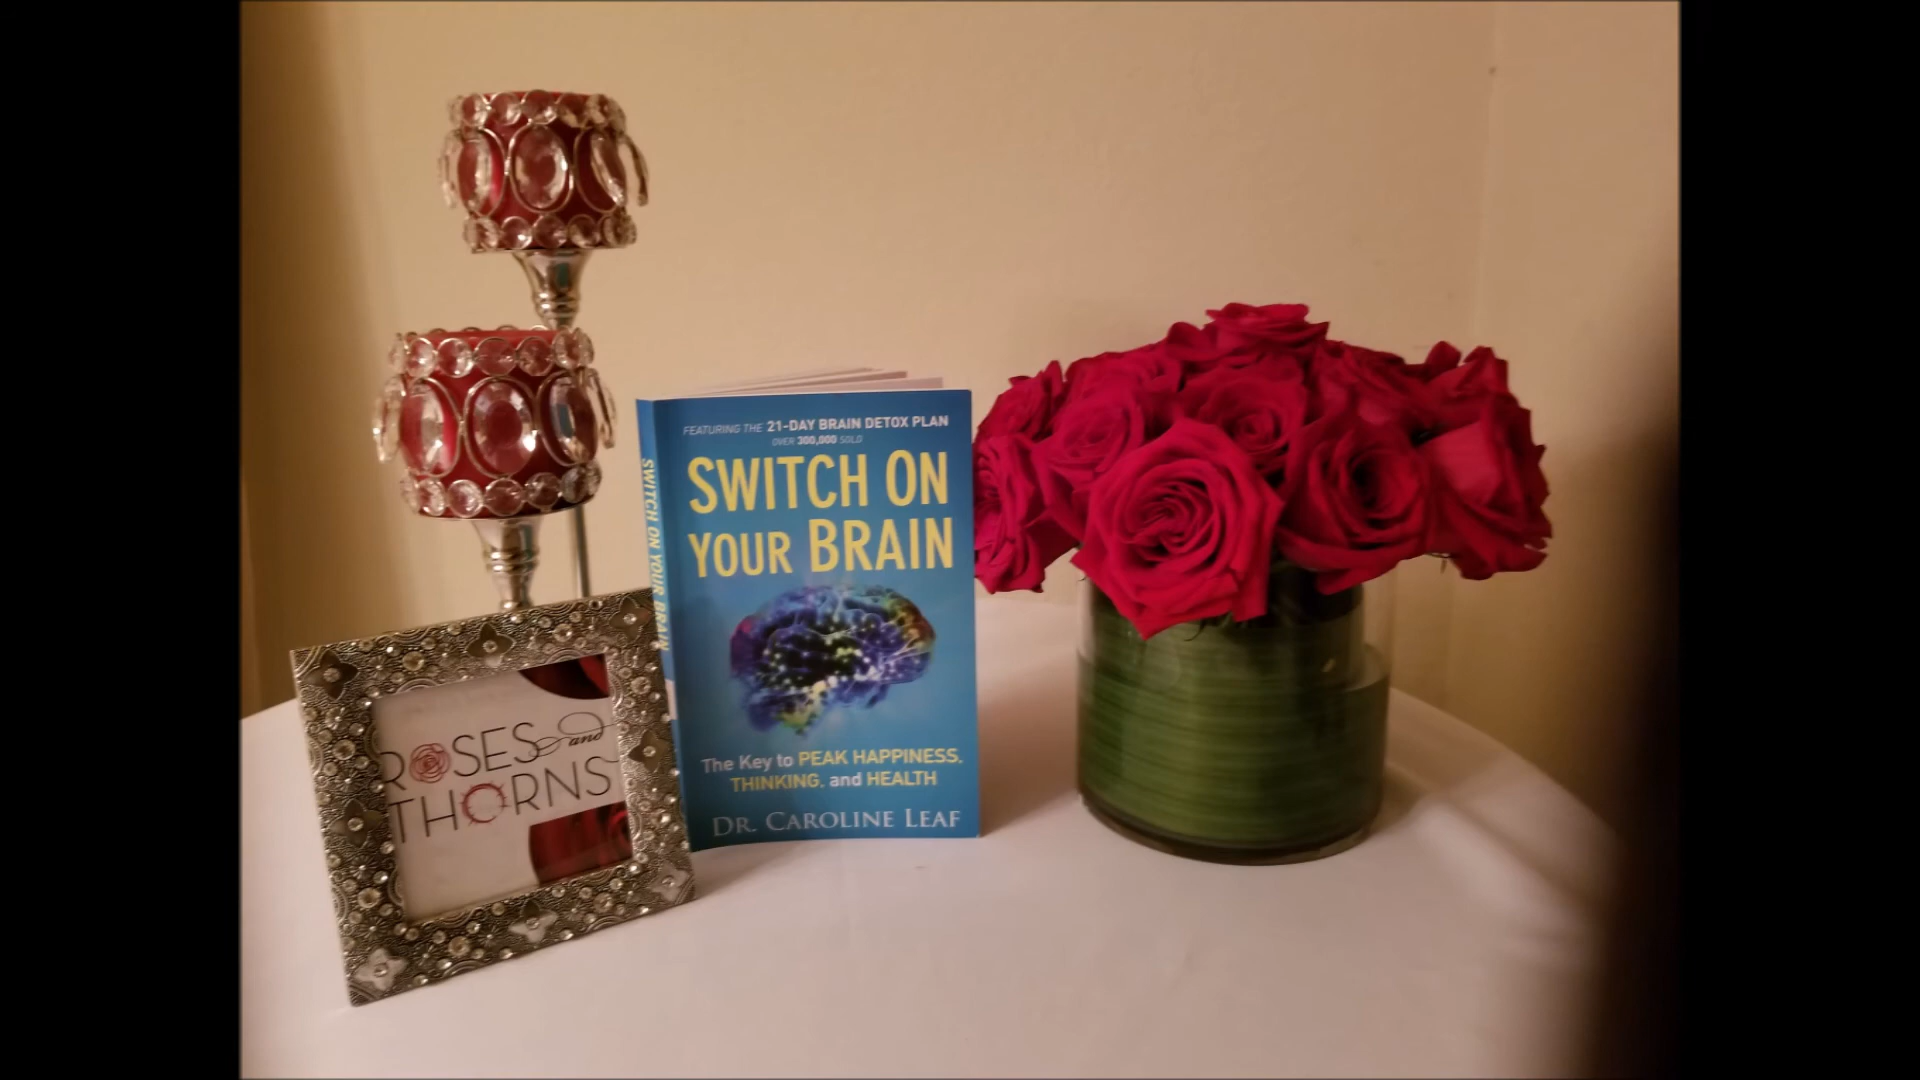 FEATURING THE 21-DAY BRAIN DETOX PLAN
OVER 300,000 SOLD
SWITCH ON
YOUR BRAIN
The Key to PEAK HAPPINESS,
THINKING, and HEALTH
DR. CAROLINE LEAF
SWITCH ON YOUR BRAIN
ROSES and
THORNS